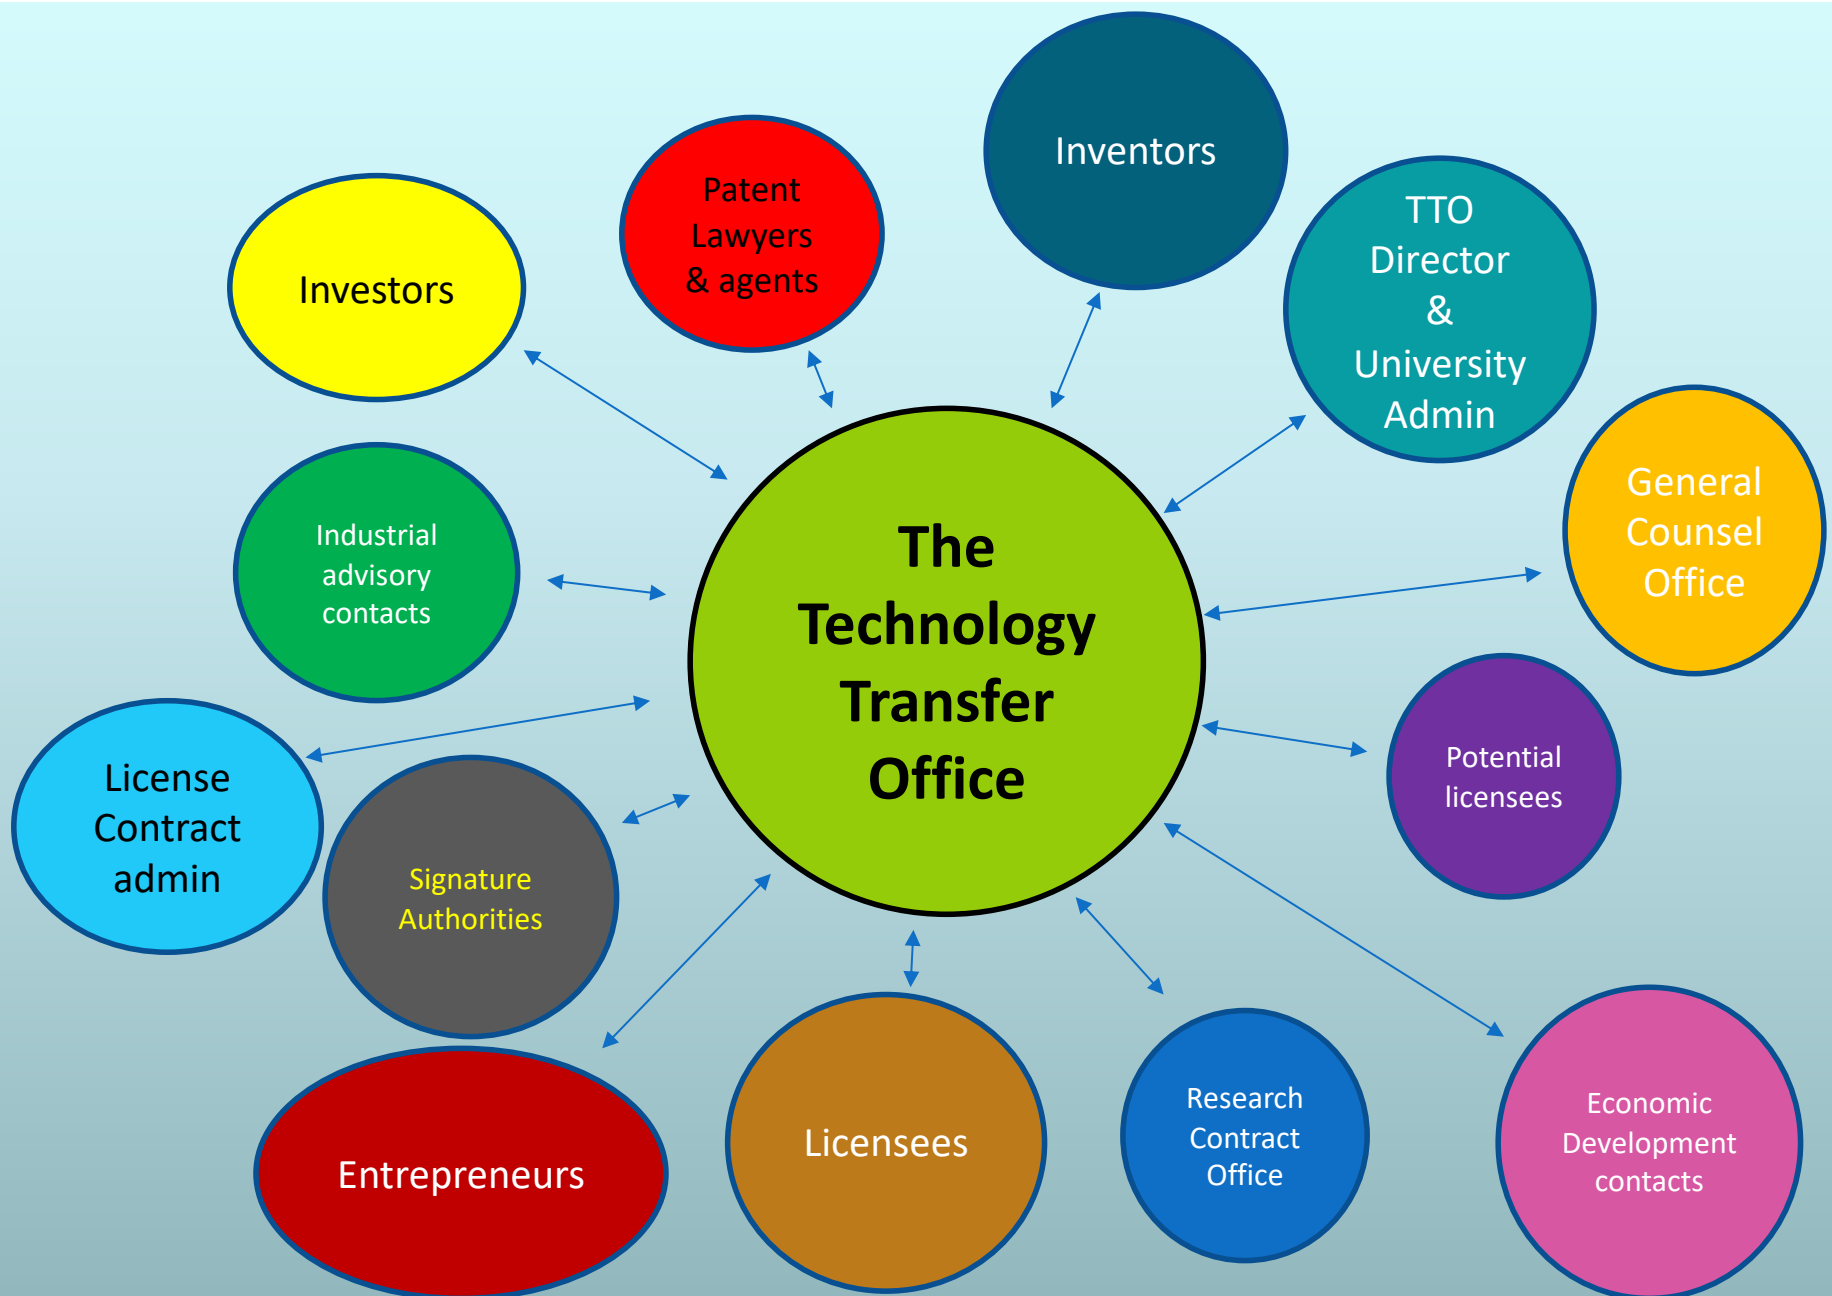 Inventors
Patent
Lawyers
& agents
TTO
Director
&
University
Admin
Investors
General
Counsel
Office
Industrial
advisory
contacts
The
Technology
Transfer
Office
Potential
licensees
License
Contract
admin
Signature
Authorities
Entrepreneurs
Licensees
Research
Contract
Office
Economic
Development
contacts